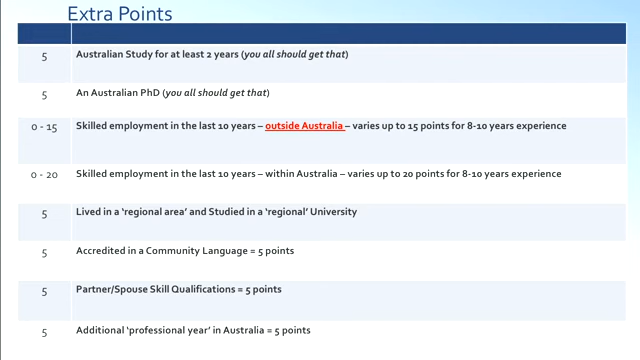 Extra Points
5 Australian Study for at least 2 years (you all should get that)
5 An Australian PhD (you all should get that)
0 - 15 Skilled employment in the last 10 years – outside Australia – varies up to 15 points for 8-10 years experience
0 - 20 Skilled employment in the last 10 years – within Australia – varies up to 20 points for 8-10 years experience
5 Lived in a ‘regional area’ and Studied in a ‘regional’ University
5 Accredited in a Community Language = 5 points
5 Partner/Spouse Skill Qualifications = 5 points
5 Additional ‘professional year’ in Australia = 5 points